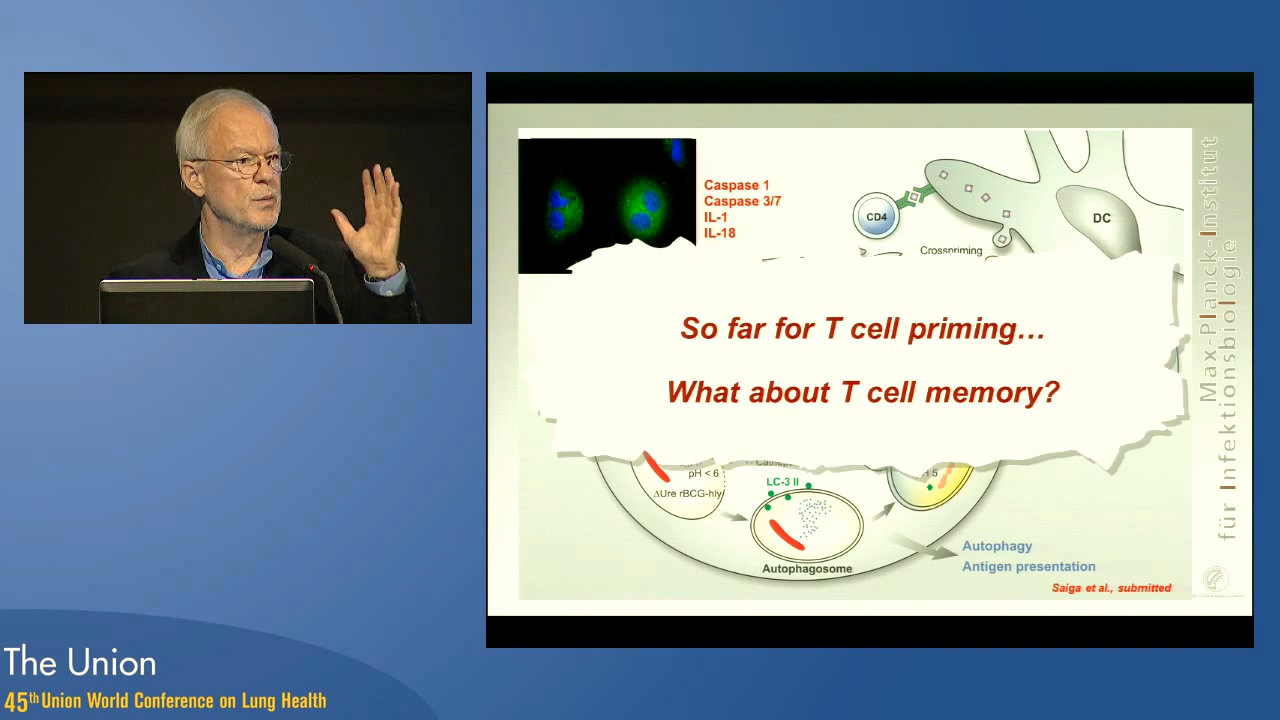 Caspase 1
Caspase 3/7
IL-1
IL-18
CD4
DC
Crosspriming
So far for T cell priming…
What about T cell memory?
pH < 6
ΔUre rBCG-hly
LC-3 II
H 5
Autophagosome
Autophagy
Antigen presentation
Saiga et al., submitted
Max-Planck-Institut
für Infektionsbiologie
The Union
45th Union World Conference on Lung Health